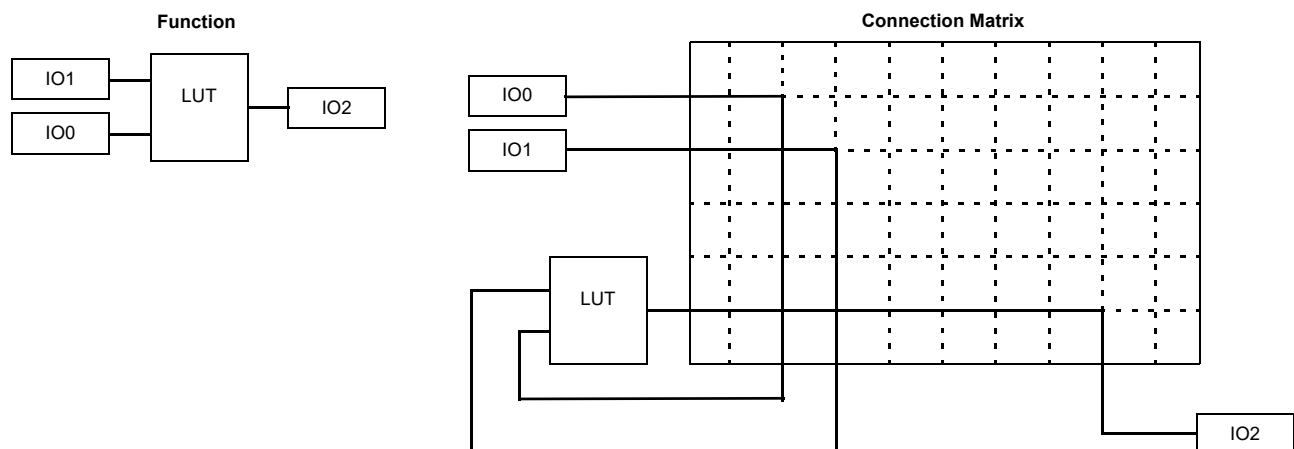 Function
IO1
IO0
LUT
IO2
Connection Matrix
IO0
IO1
LUT
IO2